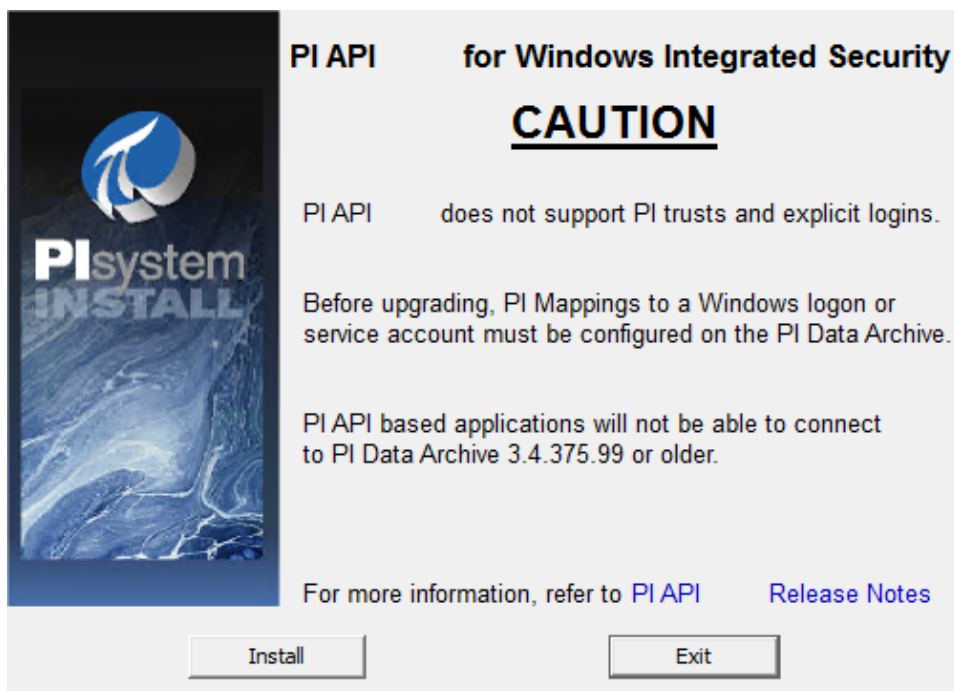 PI API for Windows Integrated Security
CAUTION
PI API does not support PI trusts and explicit logins.
PIsystem
INSTALL
Before upgrading, PI Mappings to a Windows logon or
service account must be configured on the PI Data Archive.
PI API based applications will not be able to connect
to PI Data Archive 3.4.375.99 or older.
For more information, refer to PI API Release Notes
Install
Exit